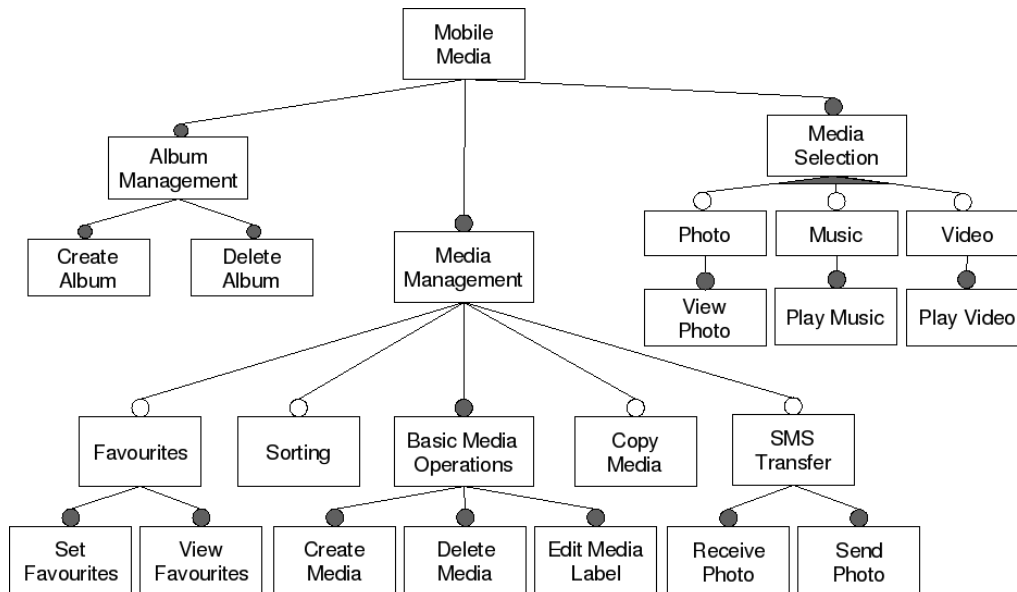 Mobile
Media
Album
Management
Media
Selection
Create
Album
Delete
Album
Media
Management
Photo
Music
Video
View
Photo
Play Music
Play Video
Favourites
Sorting
Basic Media
Operations
Copy
Media
SMS
Transfer
Set
Favourites
View
Favourites
Create
Media
Delete
Media
Edit Media
Label
Receive
Photo
Send
Photo